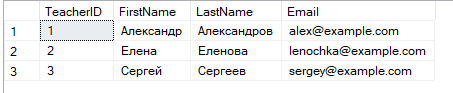 TeacherID FirstName LastName Email
1 1 Александр Александров alex@example.com
2 2 Елена Еленова lenochka@example.com
3 3 Сергей Сергеев sergey@example.com